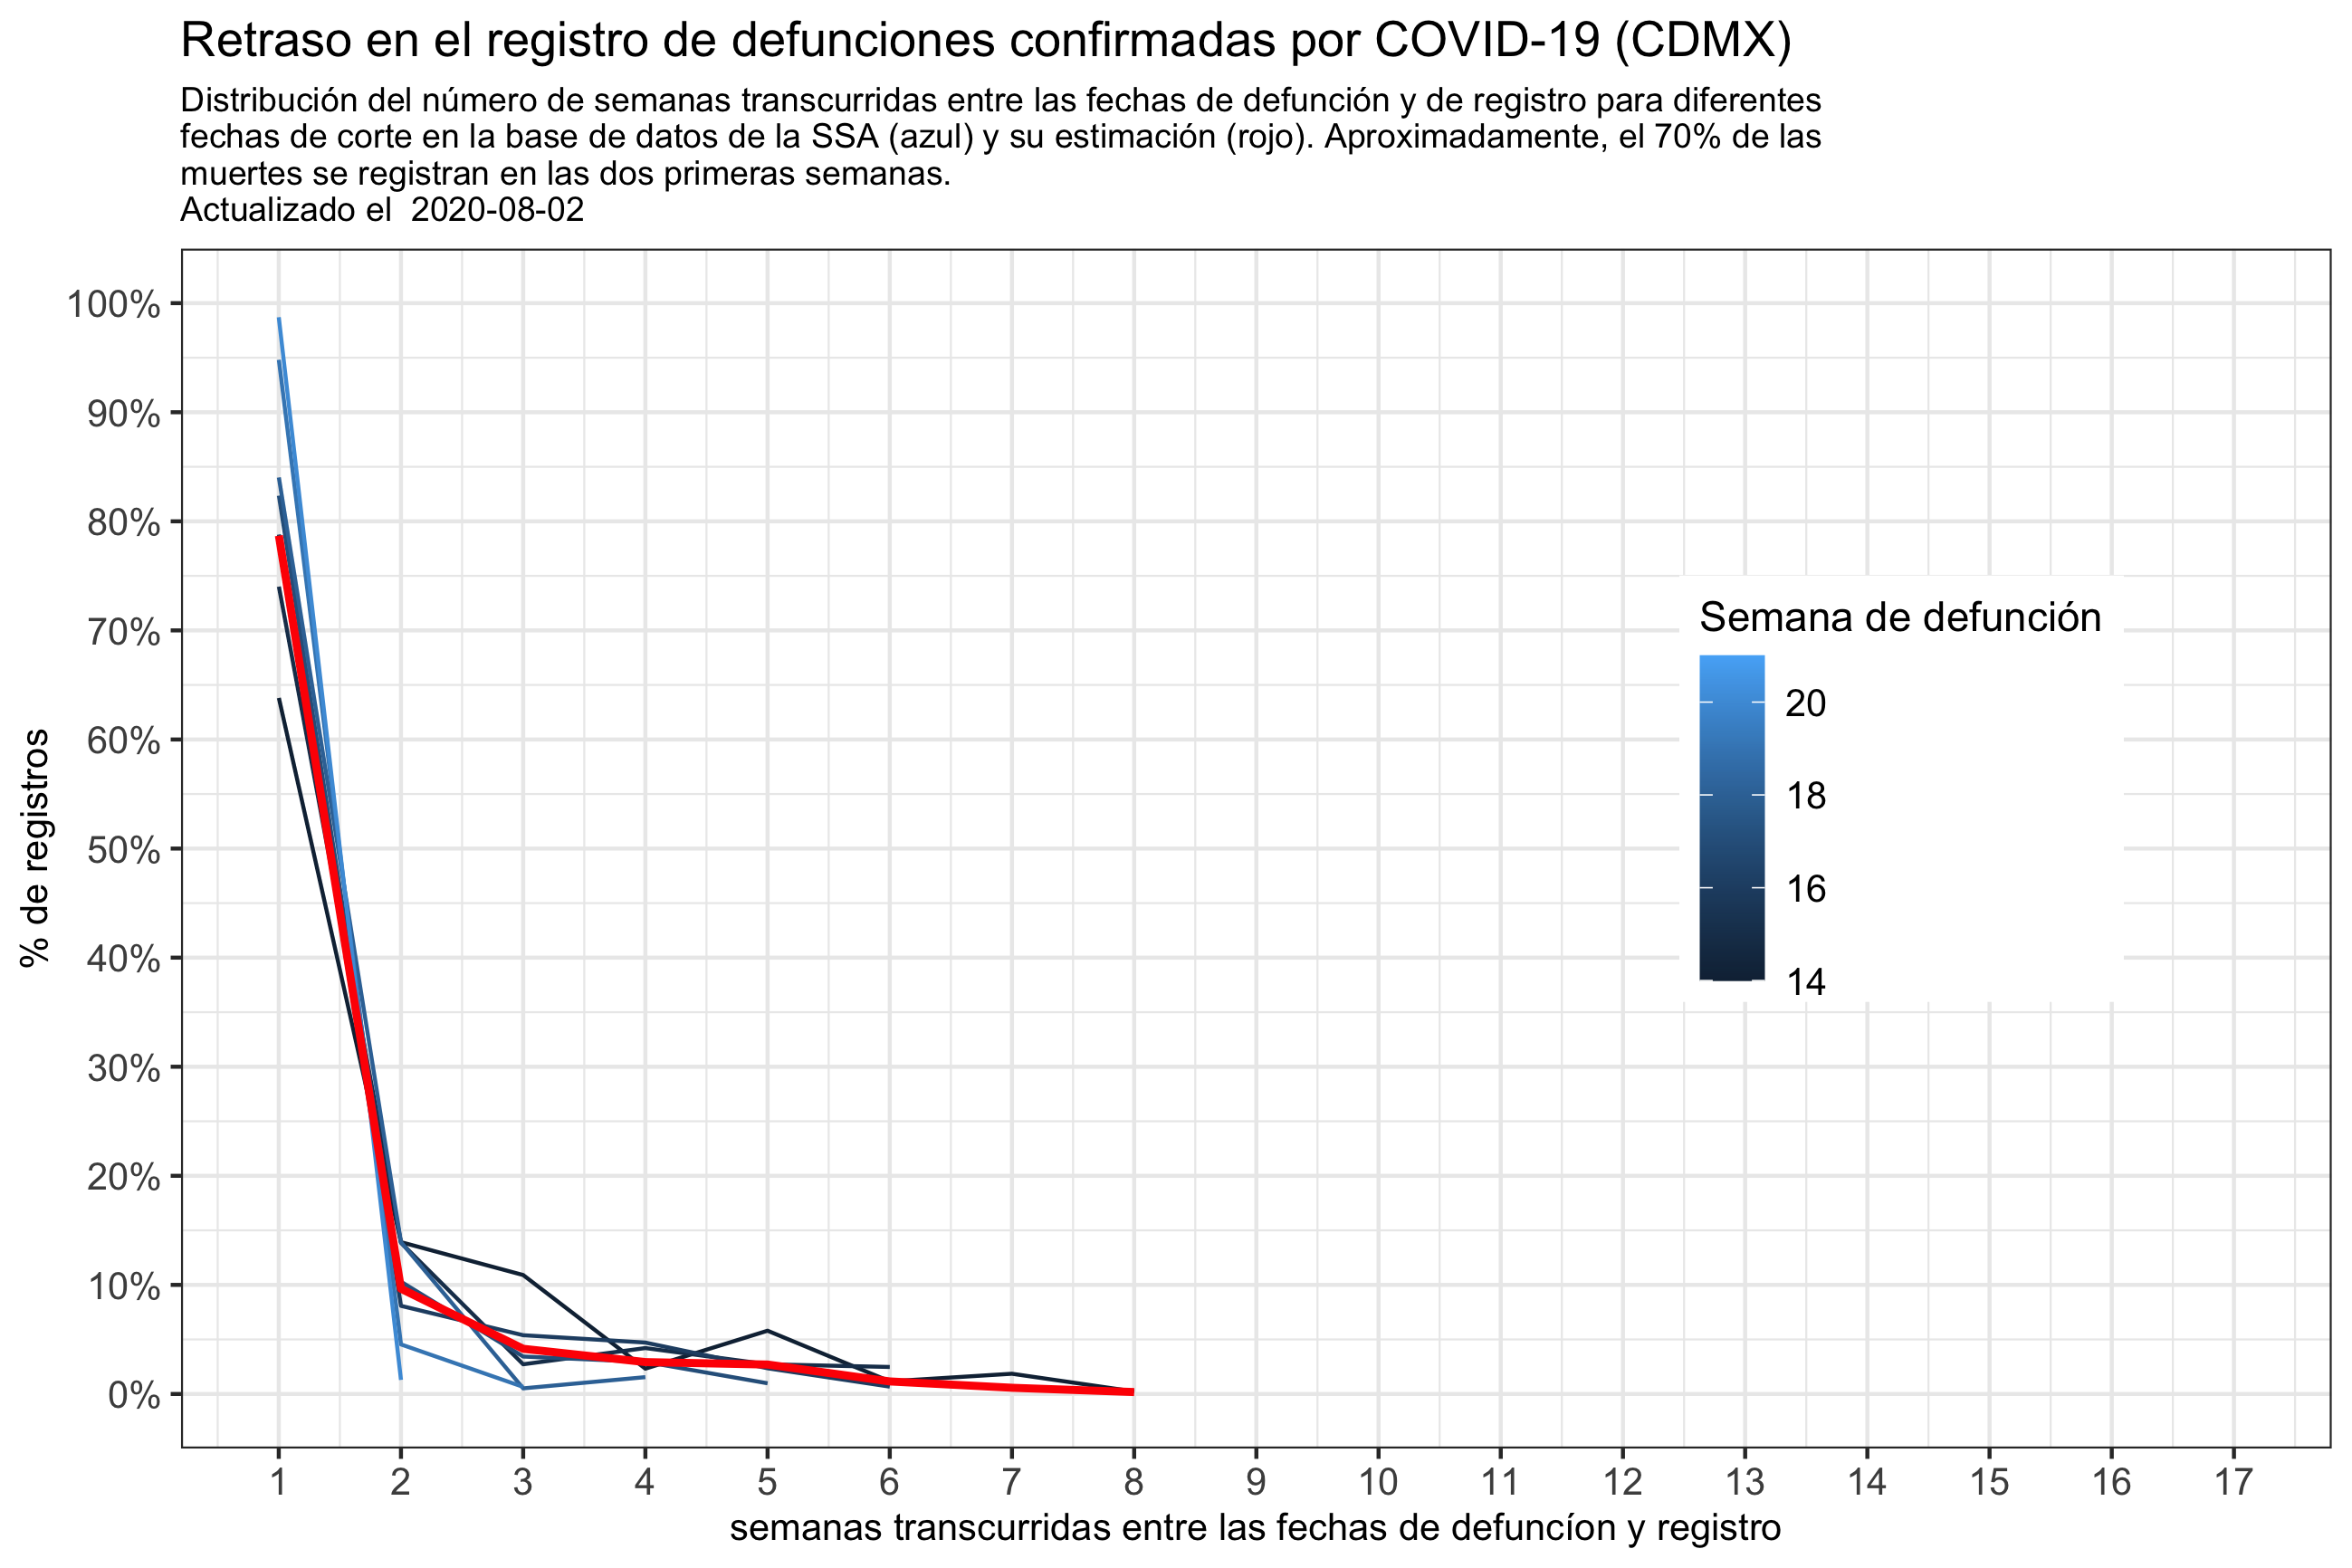 Retraso en el registro de defunciones confirmadas por COVID-19 (CDMX)
Distribución del número de semanas transcurridas entre las fechas de defunción y de registro para diferentes
fechas de corte en la base de datos de la SSA (azul) y su estimación (rojo). Aproximadamente, el 70% de las
muertes se registran en las dos primeras semanas.
Actualizado el  2020-08-02
100%
90%
80%
70%
60%
50%
40%
30%
20%
10%
0%
% de registros
Semana de defunción
20
18
16
14
1 2 3 4 5 6 7 8 9 10 11 12 13 14 15 16 17
semanas transcurridas entre las fechas de defuncíon y registro